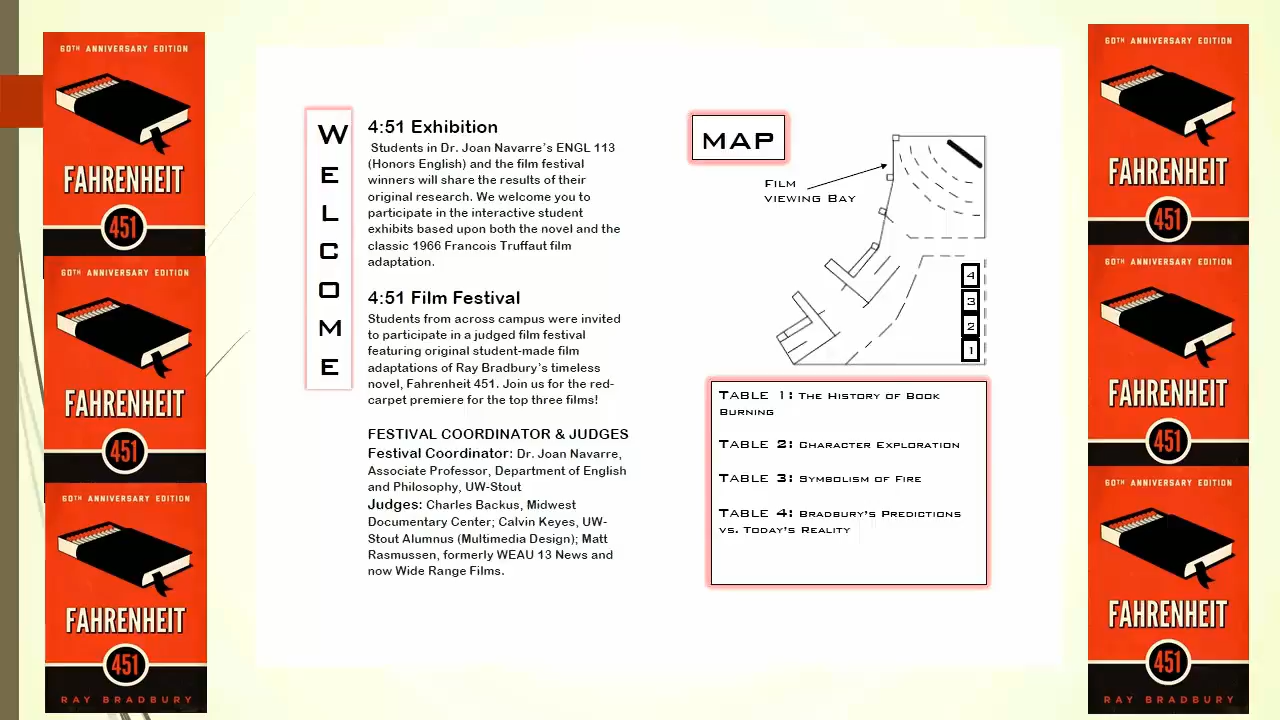 60TH ANNIVERSARY EDITION
FAHRENHEIT
451
60TH ANNIVERSARY EDITION
FAHRENHEIT
451
60TH ANNIVERSARY EDITION
FAHRENHEIT
451
RAY BRADBURY
W
E
L
C
O
M
E
4:51 Exhibition
Students in Dr. Joan Navarre's ENGL 113
(Honors English) and the film festival
winners will share the results of their
original research. We welcome you to
participate in the interactive student
exhibits based upon both the novel and the
classic 1966 Francois Truffaut film
adaptation.
4:51 Film Festival
Students from across campus were invited
to participate in a judged film festival
featuring original student-made film
adaptations of Ray Bradbury's timeless
novel, Fahrenheit 451. Join us for the red-
carpet premiere for the top three films!
FESTIVAL COORDINATOR & JUDGES
Festival Coordinator: Dr. Joan Navarre,
Associate Professor, Department of English
and Philosophy, UW-Stout
Judges: Charles Backus, Midwest
Documentary Center; Calvin Keyes, UW-
Stout Alumnus (Multimedia Design); Matt
Rasmussen, formerly WEAU 13 News and
now Wide Range Films.
MAP
FILM
VIEWING BAY
4
3
2
1
TABLE 1: THE HISTORY OF BOOK
BURNING
TABLE 2: CHARACTER EXPLORATION
TABLE 3: SYMBOLISM OF FIRE
TABLE 4: BRADBURY'S PREDICTIONS
VS. TODAY'S REALITY
60TH ANNIVERSARY EDITION
FAHRENHEIT
451
60TH ANNIVERSARY EDITION
FAHRENHEIT
451
60TH ANNIVERSARY EDITION
FAHRENHEIT
451
RAY BRADBURY